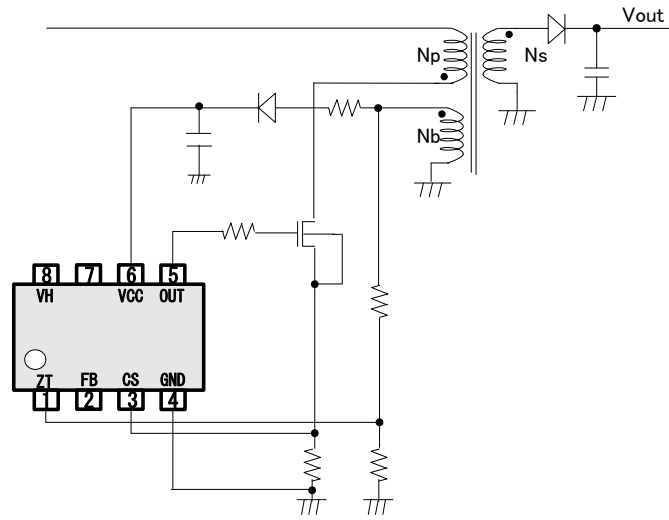 Vout
Np
Ns
Nb
8 7 6 5
VH VCC OUT
ZT FB CS GND
1 2 3 4